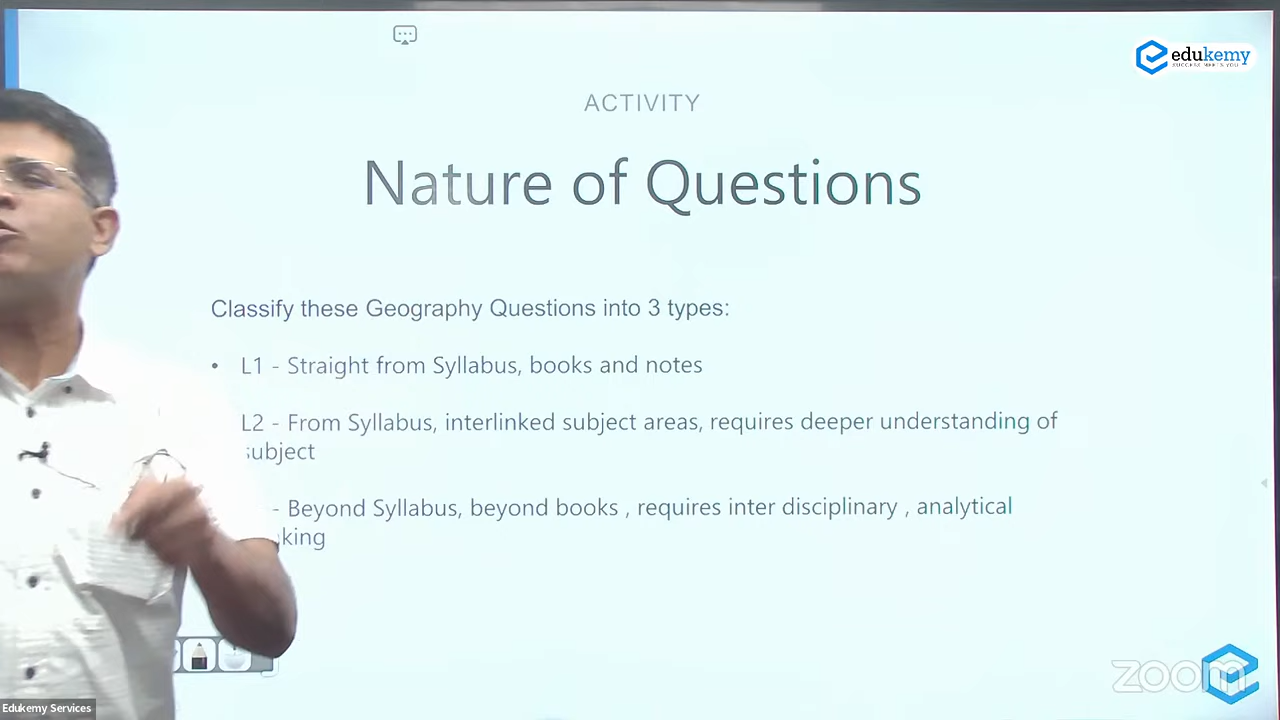 edukemy
ACTIVITY
Nature of Questions
Classify these Geography Questions into 3 types:
• L1 - Straight from Syllabus, books and notes
L2 - From Syllabus, interlinked subject areas, requires deeper understanding of
subject
- Beyond Syllabus, beyond books , requires inter disciplinary , analytical
king
zoom
Edukemy Services